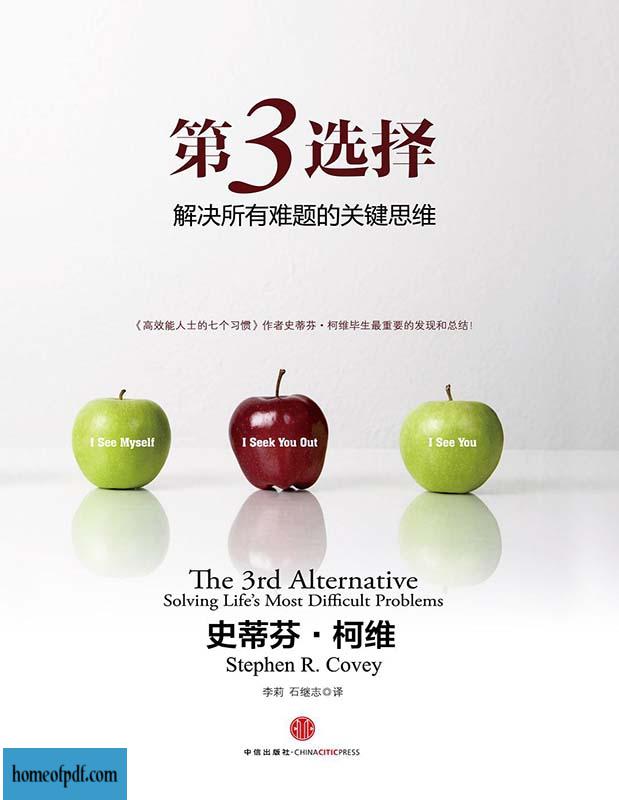 第3选择
解决所有难题的关键思维
《高效能人士的七个习惯》作者史蒂芬·柯维毕生最重要的发现和总结!
I See Myself
I Seek You Out
I See You
The 3rd Alternative
Solving Life's Most Difficult Problems
史蒂芬·柯维
Stephen R. Covey
李莉 石继志◎译
中信出版社·CHINACITICPRESS
homeofpdf.com